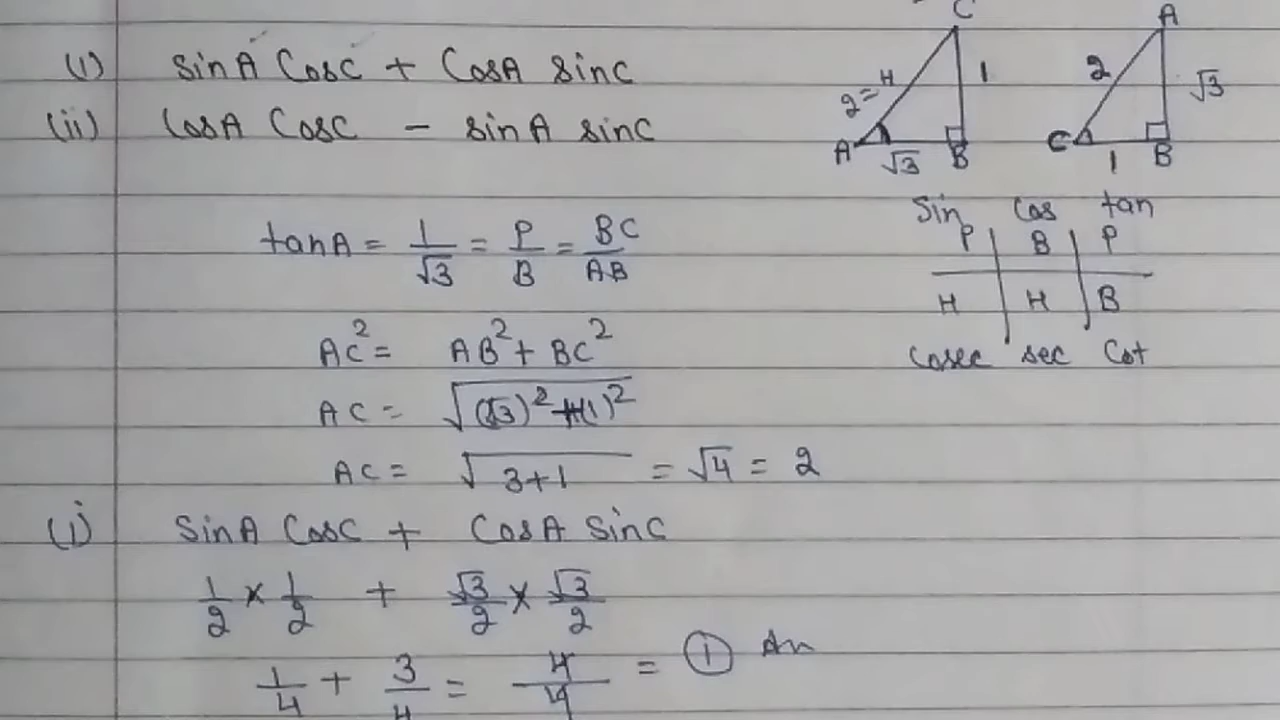 (i) sinA CosC + CosA sinC
(ii) CosA CosC - sinA sinC
C
2 = H
1
A
√3
B
A
2
√3
C
1
B
Sin Cos tan
P | B | P
H | H | B
Cosec sec Cot
tanA = 1/√3 = P/B = BC/AB
AC² = AB² + BC²
AC = √(√3)² + (1)²
AC = √3+1 = √4 = 2
(i) SinA CosC + CosA SinC
1/2 × 1/2 + √3/2 × √3/2
1/4 + 3/4 = 4/4 = 1 An